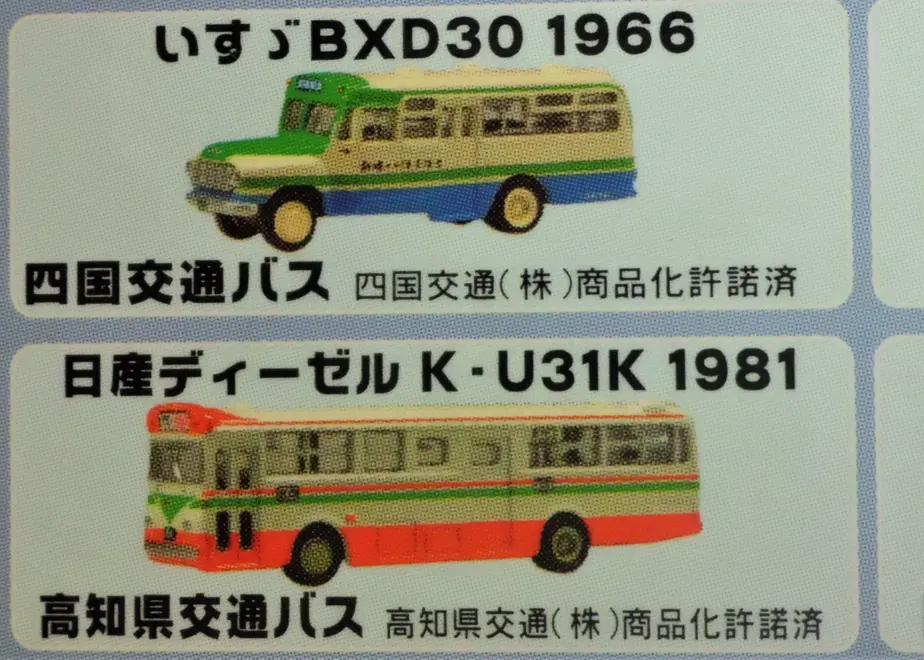 いすゞBXD30 1966
四国交通バス 四国交通(株)商品化許諾済
日産ディーゼル K-U31K 1981
高知県交通バス 高知県交通(株)商品化許諾済